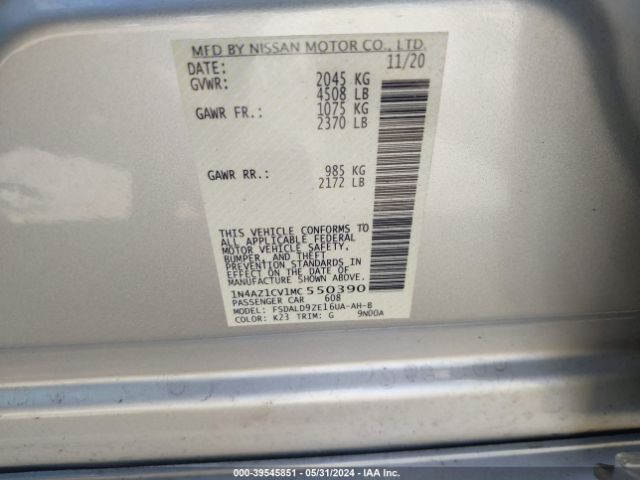 MFD BY NISSAN MOTOR CO., LTD.
DATE: 11/20
GVWR: 2045 KG
4508 LB
GAWR FR.: 1075 KG
2370 LB
GAWR RR.: 985 KG
2172 LB
THIS VEHICLE CONFORMS TO
ALL APPLICABLE FEDERAL
MOTOR VEHICLE SAFETY,
BUMPER, AND THEFT
PREVENTION STANDARDS
IN EFFECT ON THE DATE OF
MANUFACTURE SHOWN ABOVE.
1N4AZ1CV1MC 550390
PASSENGER CAR 608
MODEL: FSDALD9ZE16UA-AH-B
COLOR: K23 TRIM: G 9N00A
000-39545851 - 05/31/2024 - IAA Inc.